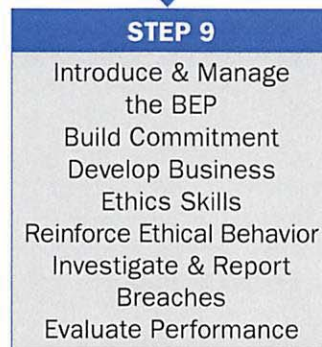 STEP 9
Introduce & Manage
the BEP
Build Commitment
Develop Business
Ethics Skills
Reinforce Ethical Behavior
Investigate & Report
Breaches
Evaluate Performance